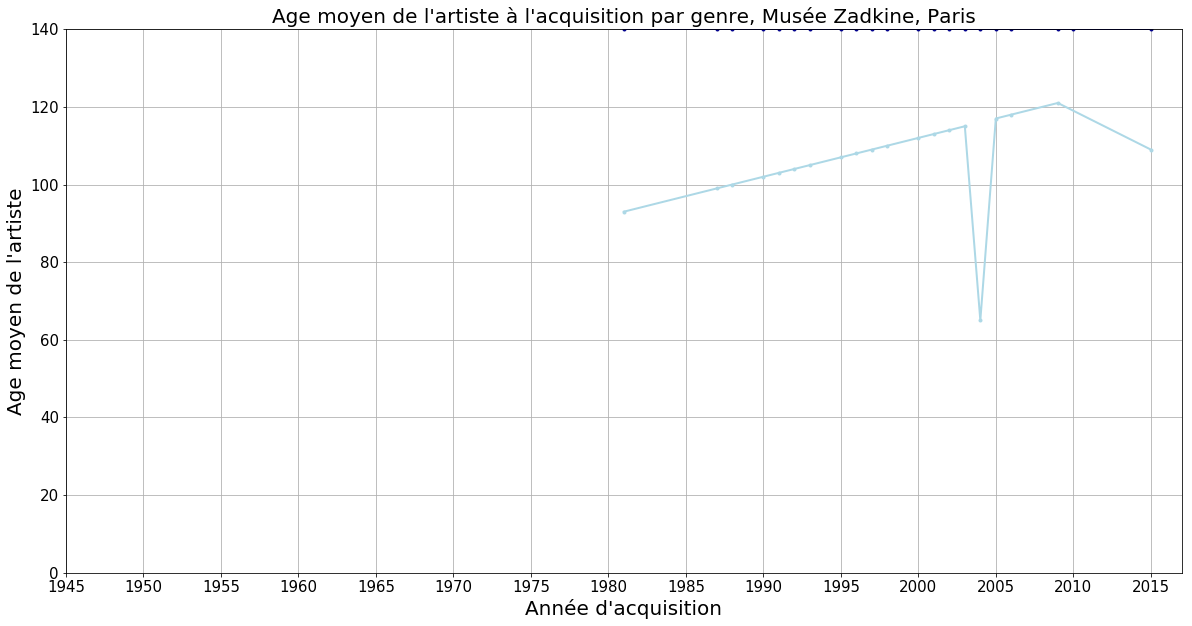 Age moyen de l'artiste à l'acquisition par genre, Musée Zadkine, Paris
140
120
100
80
60
40
20
0
Age moyen de l'artiste
1945 1950 1955 1960 1965 1970 1975 1980 1985 1990 1995 2000 2005 2010 2015
Année d'acquisition